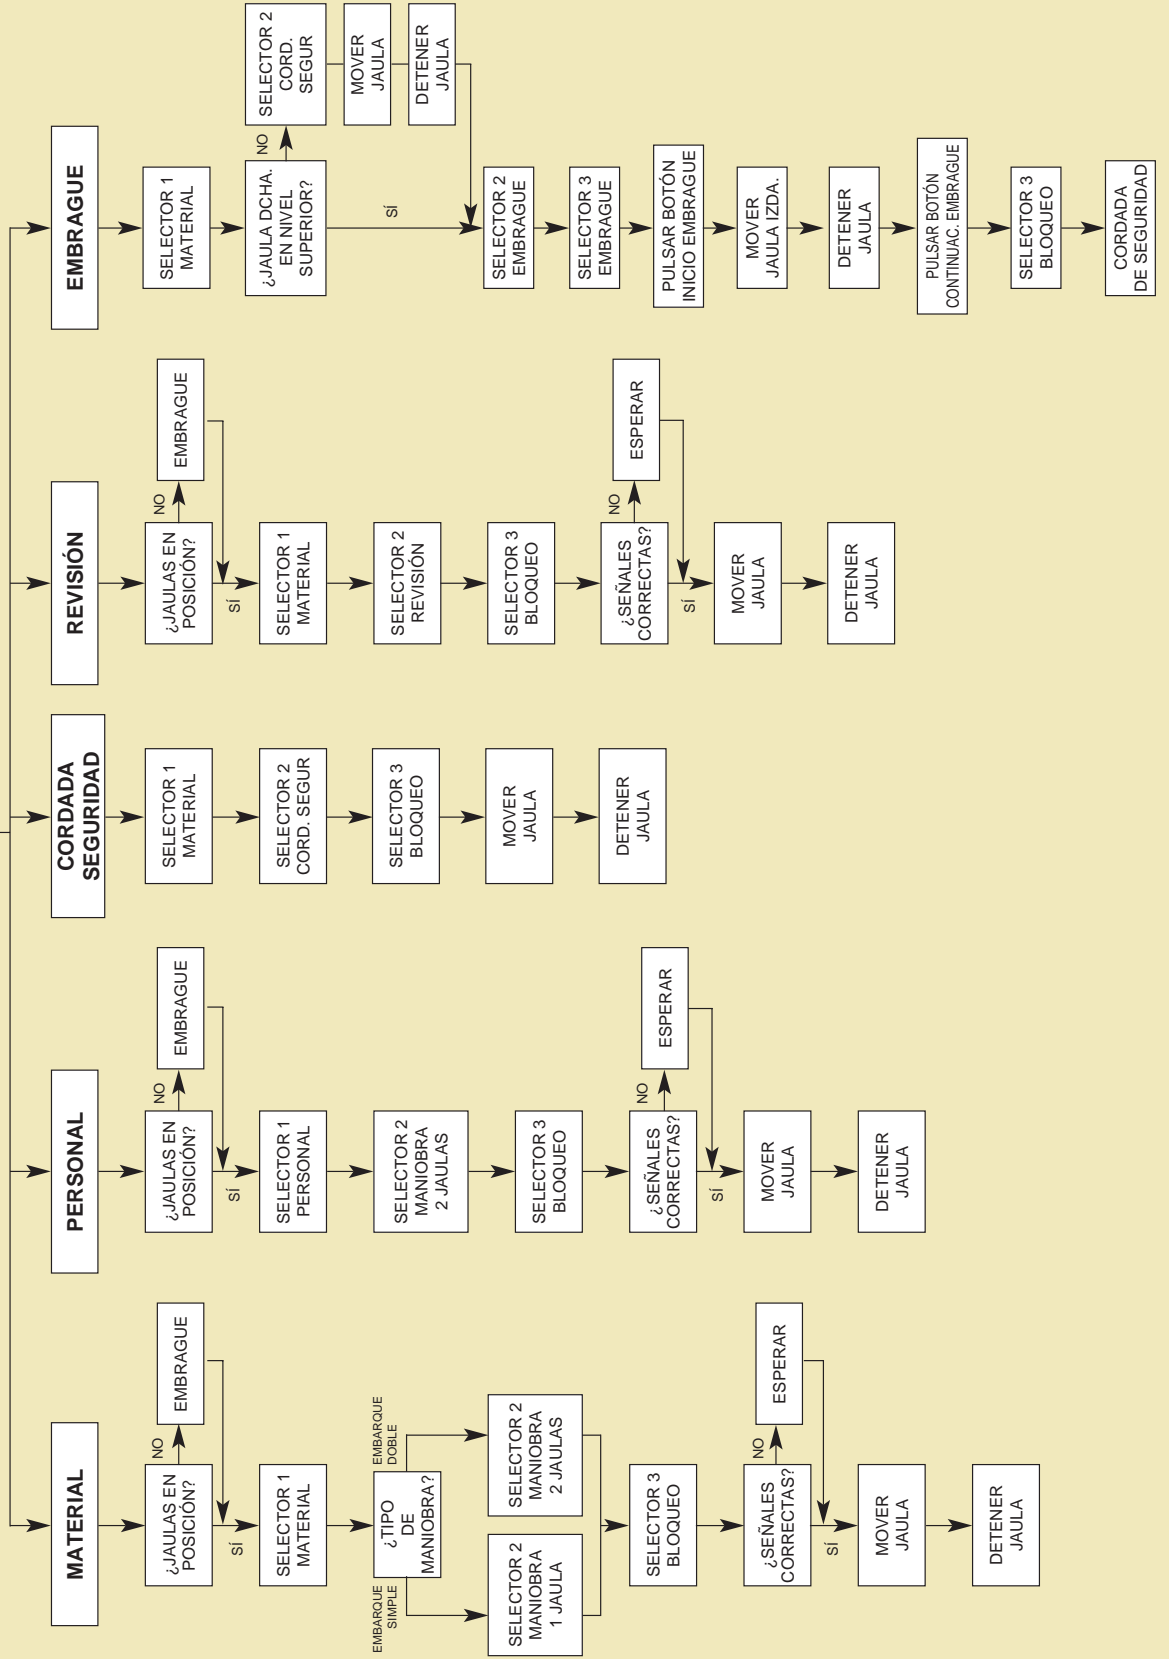 MATERIAL
¿JAULAS EN
POSICIÓN?
NO
EMBRAGUE
SÍ
SELECTOR 1
MATERIAL
¿TIPO
DE
MANIOBRA?
EMBARQUE
SIMPLE
EMBARQUE
DOBLE
SELECTOR 2
MANIOBRA
1 JAULA
SELECTOR 2
MANIOBRA
2 JAULAS
SELECTOR 3
BLOQUEO
¿SEÑALES
CORRECTAS?
NO
ESPERAR
SÍ
MOVER
JAULA
DETENER
JAULA
PERSONAL
¿JAULAS EN
POSICIÓN?
NO
EMBRAGUE
SÍ
SELECTOR 1
PERSONAL
SELECTOR 2
MANIOBRA
2 JAULAS
SELECTOR 3
BLOQUEO
¿SEÑALES
CORRECTAS?
NO
ESPERAR
SÍ
MOVER
JAULA
DETENER
JAULA
CORDADA
SEGURIDAD
SELECTOR 1
MATERIAL
SELECTOR 2
CORD. SEGUR
SELECTOR 3
BLOQUEO
MOVER
JAULA
DETENER
JAULA
REVISIÓN
¿JAULAS EN
POSICIÓN?
NO
EMBRAGUE
SÍ
SELECTOR 1
MATERIAL
SELECTOR 2
REVISIÓN
SELECTOR 3
BLOQUEO
¿SEÑALES
CORRECTAS?
NO
ESPERAR
SÍ
MOVER
JAULA
DETENER
JAULA
EMBRAGUE
SELECTOR 1
MATERIAL
¿JAULA DCHA.
EN NIVEL
SUPERIOR?
NO
SELECTOR 2
CORD.
SEGUR
MOVER
JAULA
DETENER
JAULA
SÍ
SELECTOR 2
EMBRAGUE
SELECTOR 3
EMBRAGUE
PULSAR BOTÓN
INICIO EMBRAGUE
MOVER
JAULA IZDA.
DETENER
JAULA
PULSAR BOTÓN
CONTINUAC. EMBRAGUE
SELECTOR 3
BLOQUEO
CORDADA
DE SEGURIDAD